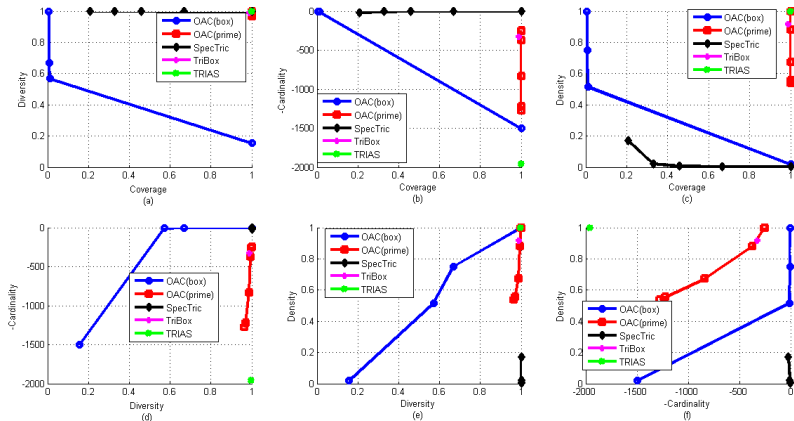 1
0.8
0.6
0.4
0.2
0
Diversity
0 0.2 0.4 0.6 0.8 1
Coverage
(a)
OAC(box)
OAC(prime)
SpecTric
TriBox
TRIAS
0
-500
-1000
-1500
-2000
-Cardinality
0 0.2 0.4 0.6 0.8 1
Coverage
(b)
OAC(box)
OAC(prime)
SpecTric
TriBox
TRIAS
1
0.8
0.6
0.4
0.2
0
Density
0 0.2 0.4 0.6 0.8 1
Coverage
(c)
OAC(box)
OAC(prime)
SpecTric
TriBox
TRIAS
0
-500
-1000
-1500
-2000
-Cardinality
0 0.2 0.4 0.6 0.8 1
Diversity
(d)
OAC(box)
OAC(prime)
SpecTric
TriBox
TRIAS
1
0.8
0.6
0.4
0.2
0
Density
0 0.2 0.4 0.6 0.8 1
Diversity
(e)
OAC(box)
OAC(prime)
SpecTric
TriBox
TRIAS
1
0.8
0.6
0.4
0.2
0
Density
-2000 -1500 -1000 -500 0
-Cardinality
(f)
OAC(box)
OAC(prime)
SpecTric
TriBox
TRIAS